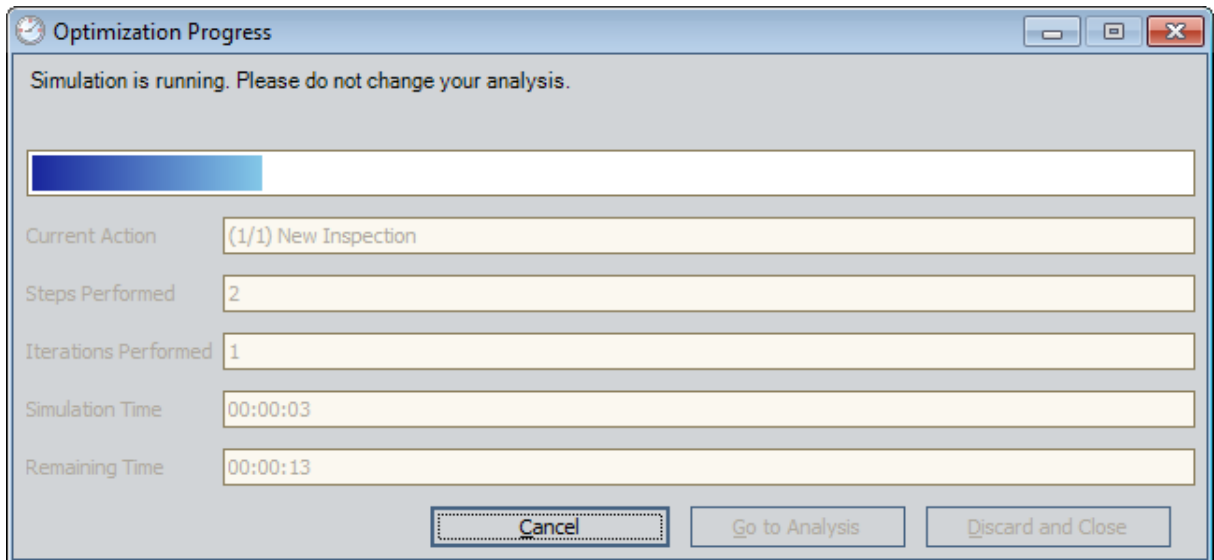 Optimization Progress
Simulation is running. Please do not change your analysis.
Current Action (1/1) New Inspection
Steps Performed 2
Iterations Performed 1
Simulation Time 00:00:03
Remaining Time 00:00:13
Cancel Go to Analysis Discard and Close